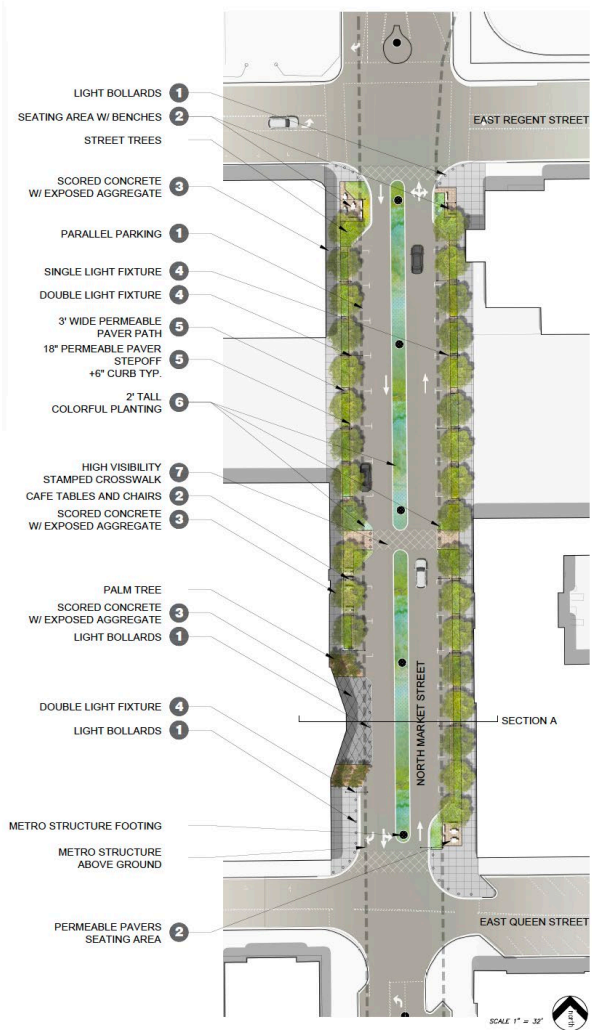 LIGHT BOLLARDS 1
SEATING AREA W/ BENCHES 2
STREET TREES
SCORED CONCRETE 3
W/ EXPOSED AGGREGATE
PARALLEL PARKING 1
SINGLE LIGHT FIXTURE 4
DOUBLE LIGHT FIXTURE 4
3' WIDE PERMEABLE 5
PAVER PATH
18" PERMEABLE PAVER
STEPOFF 5
+6" CURB TYP.
2' TALL 6
COLORFUL PLANTING
HIGH VISIBILITY 7
STAMPED CROSSWALK
CAFE TABLES AND CHAIRS 2
SCORED CONCRETE 3
W/ EXPOSED AGGREGATE
PALM TREE
SCORED CONCRETE 3
W/ EXPOSED AGGREGATE
LIGHT BOLLARDS 1
DOUBLE LIGHT FIXTURE 4
LIGHT BOLLARDS 1
METRO STRUCTURE FOOTING
METRO STRUCTURE
ABOVE GROUND
PERMEABLE PAVERS 2
SEATING AREA
EAST REGENT STREET
NORTH MARKET STREET
SECTION A
EAST QUEEN STREET
SCALE 1" = 32'
north